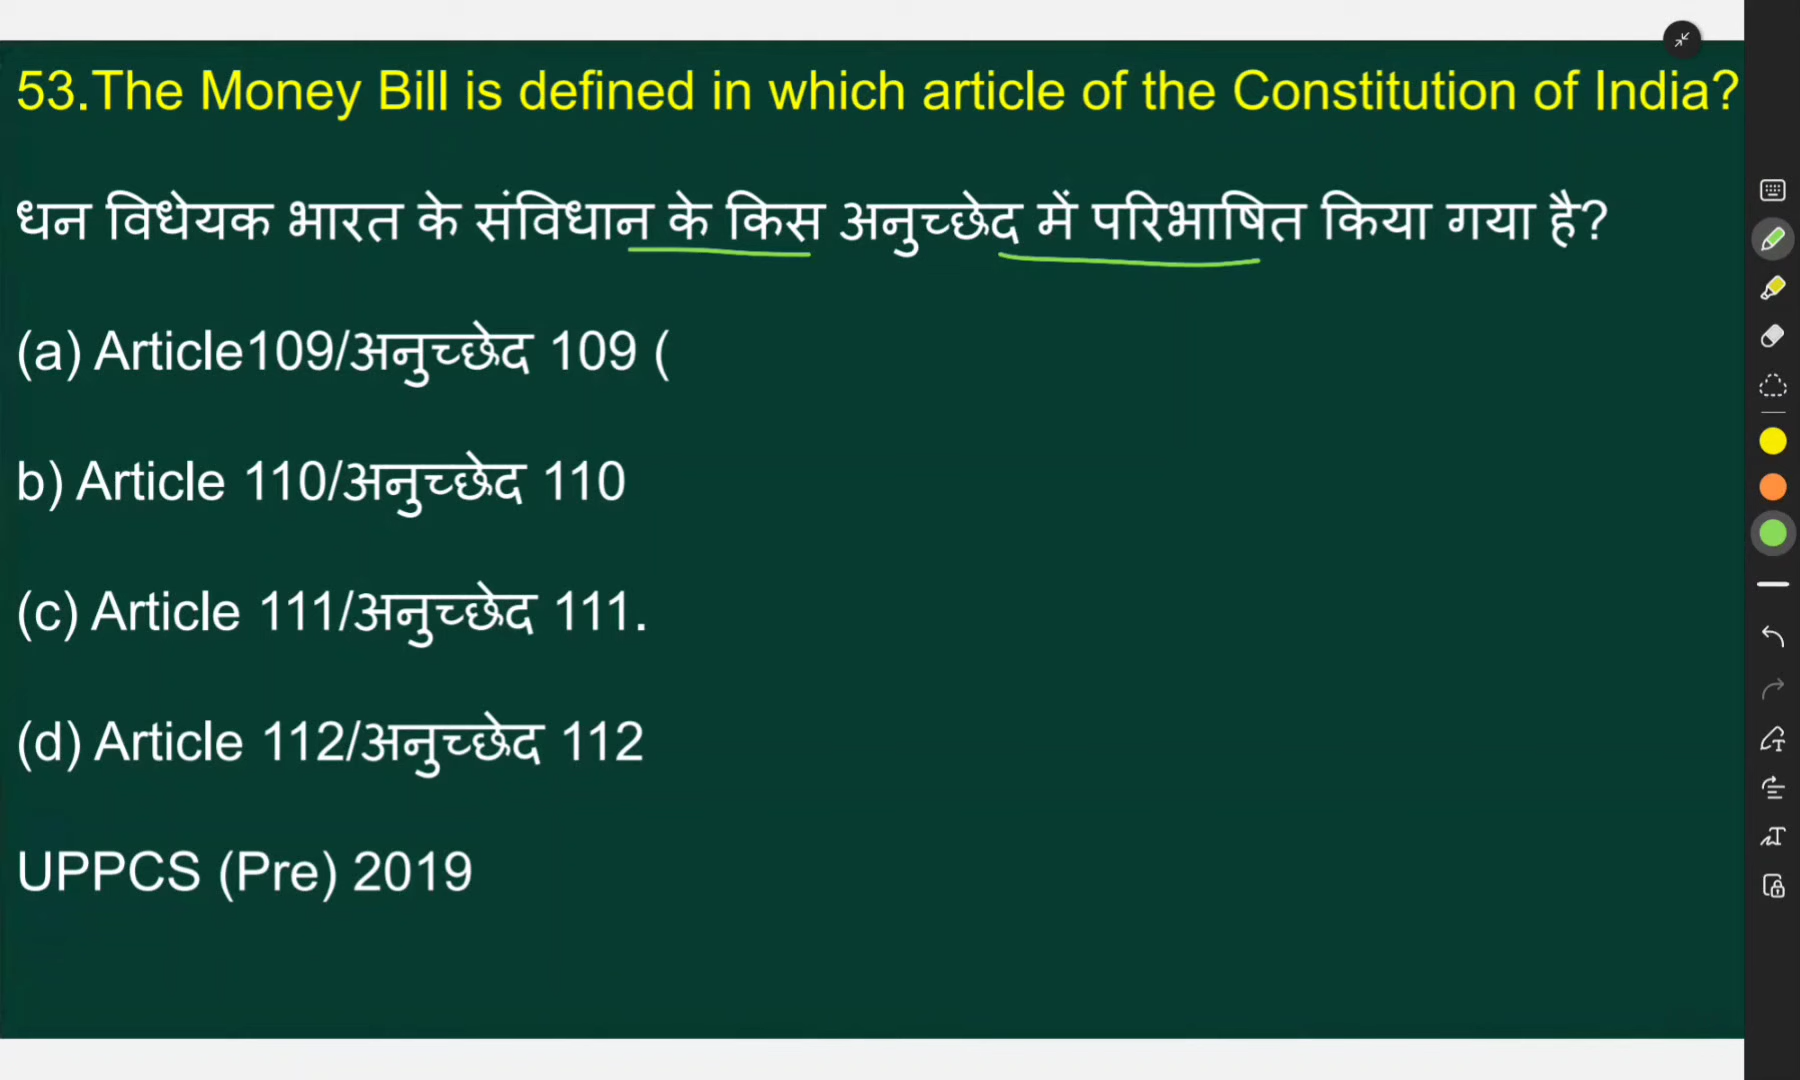 53.The Money Bill is defined in which article of the Constitution of India?
धन विधेयक भारत के संविधान के किस अनुच्छेद में परिभाषित किया गया है?
(a) Article109/अनुच्छेद 109 (
b) Article 110/अनुच्छेद 110
(c) Article 111/अनुच्छेद 111.
(d) Article 112/अनुच्छेद 112
UPPCS (Pre) 2019